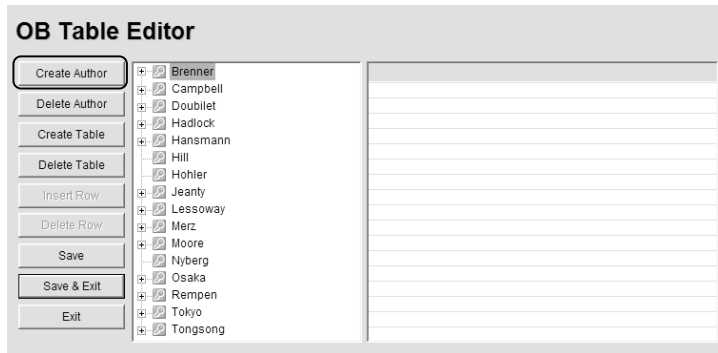 OB Table Editor
Create Author
Delete Author
Create Table
Delete Table
Insert Row
Delete Row
Save
Save & Exit
Exit
Brenner
Campbell
Doubilet
Hadlock
Hansmann
Hill
Hohler
Jeanty
Lessoway
Merz
Moore
Nyberg
Osaka
Rempen
Tokyo
Tongsong